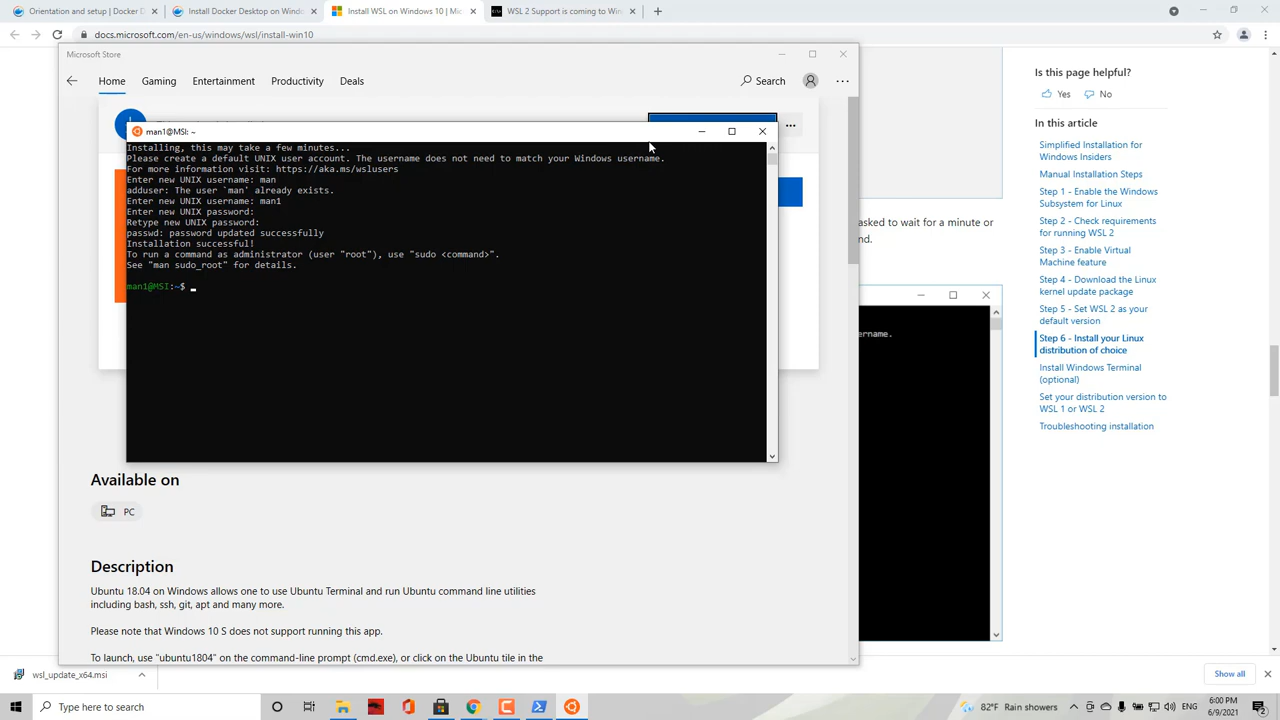 Orientation and setup | Docker D
Install Docker Desktop on Windo
Install WSL on Windows 10 | Mic
WSL 2 Support is coming to Win
docs.microsoft.com/en-us/windows/wsl/install-win10
Microsoft Store
Home
Gaming
Entertainment
Productivity
Deals
Search
man1@MSI: ~
Installing, this may take a few minutes...
Please create a default UNIX user account. The username does not need to match your Windows username.
For more information visit: https://aka.ms/wslusers
Enter new UNIX username: man
adduser: The user `man' already exists.
Enter new UNIX username: man1
Enter new UNIX password:
Retype new UNIX password:
passwd: password updated successfully
Installation successful!
To run a command as administrator (user "root"), use "sudo <command>".
See "man sudo_root" for details.
man1@MSI:~$
Available on
PC
Description
Ubuntu 18.04 on Windows allows one to use Ubuntu Terminal and run Ubuntu command line utilities
including bash, ssh, git, apt and many more.
Please note that Windows 10 S does not support running this app.
To launch, use "ubuntu1804" on the command-line prompt (cmd.exe), or click on the Ubuntu tile in the
asked to wait for a minute or
nd.
ername.
Is this page helpful?
Yes
No
In this article
Simplified Installation for
Windows Insiders
Manual Installation Steps
Step 1 - Enable the Windows
Subsystem for Linux
Step 2 - Check requirements
for running WSL 2
Step 3 - Enable Virtual
Machine feature
Step 4 - Download the Linux
kernel update package
Step 5 - Set WSL 2 as your
default version
Step 6 - Install your Linux
distribution of choice
Install Windows Terminal
(optional)
Set your distribution version to
WSL 1 or WSL 2
Troubleshooting installation
wsl_update_x64.msi
Show all
Type here to search
82°F Rain showers
ENG
6:00 PM
6/9/2021
2